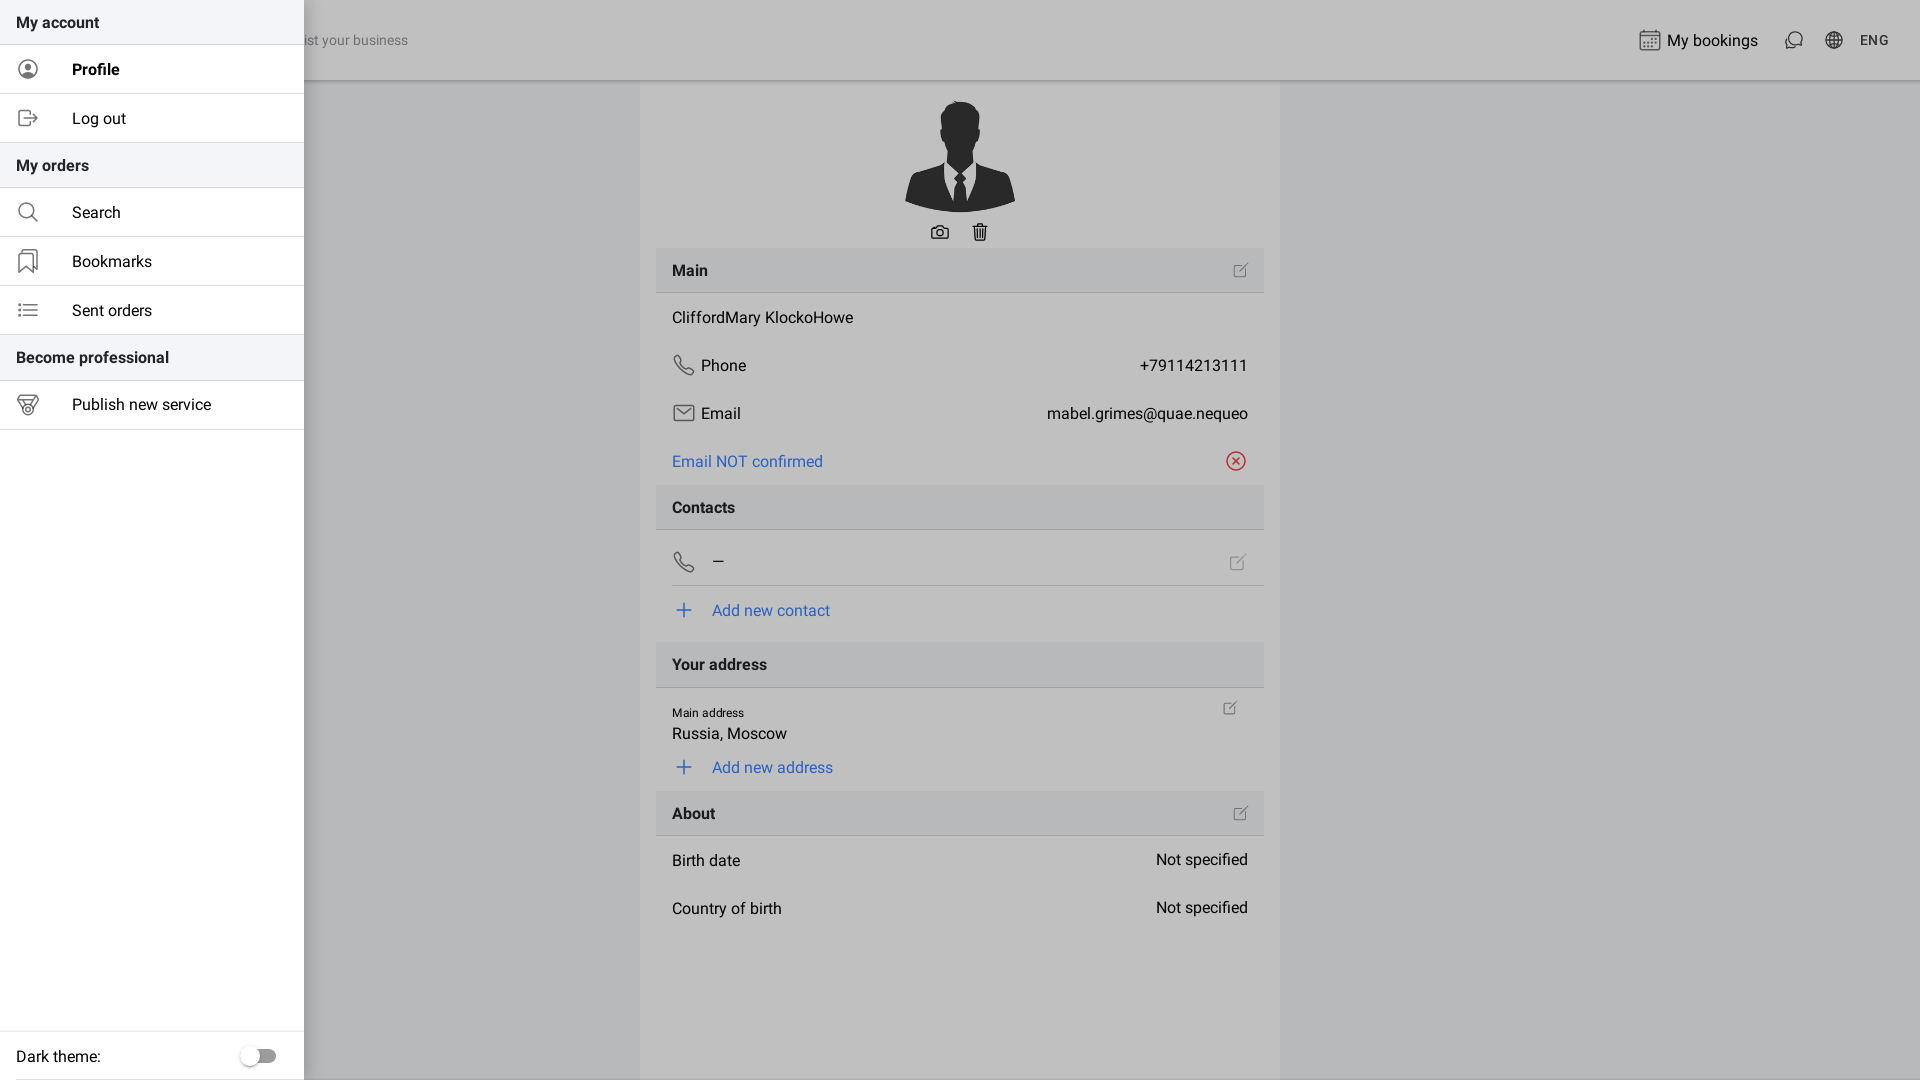 My account
Profile
Log out
My orders
Search
Bookmarks
Sent orders
Become professional
Publish new service
Dark theme:
ist your business
My bookings
ENG
Main
CliffordMary KlockoHowe
Phone +79114213111
Email mabel.grimes@quae.nequeo
Email NOT confirmed
Contacts
—
Add new contact
Your address
Main address
Russia, Moscow
Add new address
About
Birth date Not specified
Country of birth Not specified